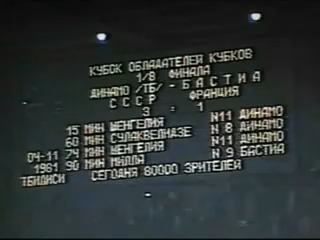 КУБОК ОБЛАДАТЕЛЕЙ КУБКОВ
1/8 ФИНАЛА
ДИНАМО /ТБ/ - БАСТИА
СССР ФРАНЦИЯ
3 : 1
15 МИН ШЕНГЕЛИЯ N11 ДИНАМО
60 МИН СУЛАКВЕЛИДЗЕ N 8 ДИНАМО
04-11 74 МИН ШЕНГЕЛИЯ N11 ДИНАМО
1981 90 МИН МИЛЛА N 9 БАСТИА
ТБИЛИСИ СЕГОДНЯ 80000 ЗРИТЕЛЕЙ